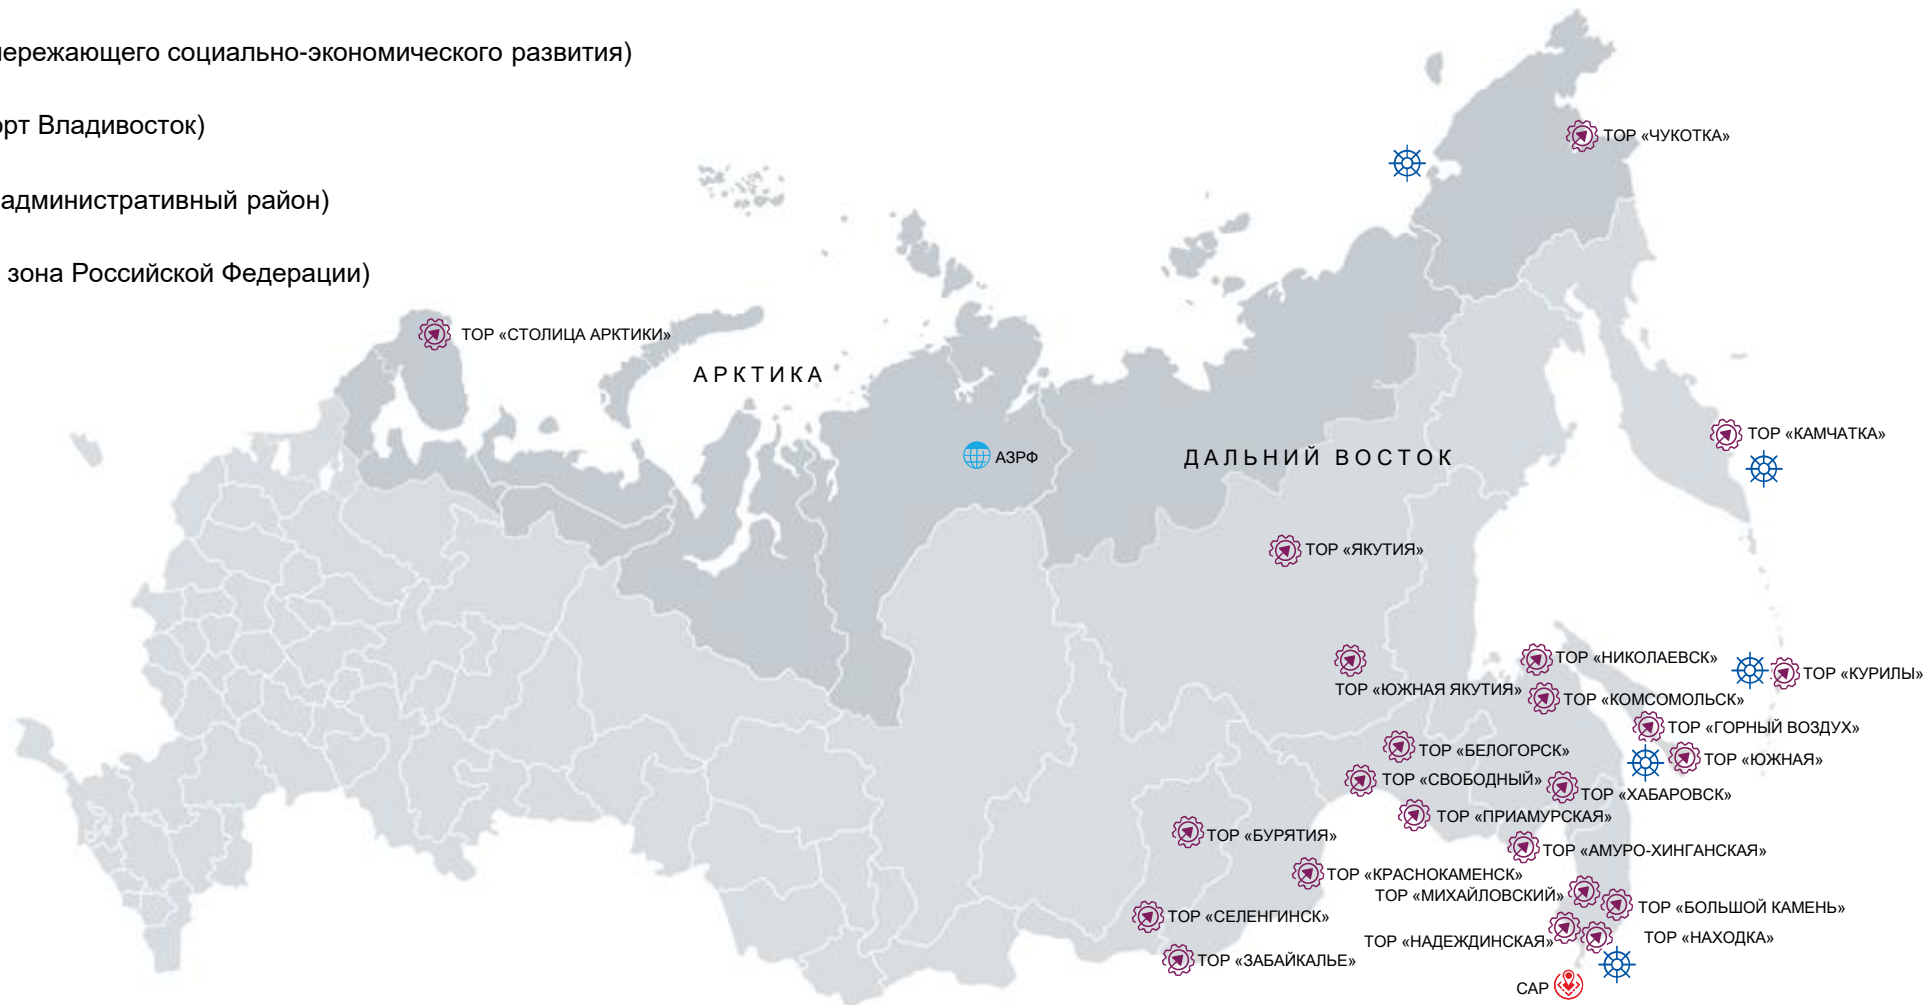 пережающего социально-экономического развития)
орт Владивосток)
административный район)
зона Российской Федерации)
ТОР «ЧУКОТКА»
ТОР «СТОЛИЦА АРКТИКИ»
АРКТИКА
АЗРФ
ДАЛЬНИЙ ВОСТОК
ТОР «КАМЧАТКА»
ТОР «ЯКУТИЯ»
ТОР «НИКОЛАЕВСК»
ТОР «КУРИЛЫ»
ТОР «ЮЖНАЯ ЯКУТИЯ»
ТОР «КОМСОМОЛЬСК»
ТОР «ГОРНЫЙ ВОЗДУХ»
ТОР «БЕЛОГОРСК»
ТОР «ЮЖНАЯ»
ТОР «СВОБОДНЫЙ»
ТОР «ХАБАРОВСК»
ТОР «ПРИАМУРСКАЯ»
ТОР «БУРЯТИЯ»
ТОР «АМУРО-ХИНГАНСКАЯ»
ТОР «КРАСНОКАМЕНСК»
ТОР «МИХАЙЛОВСКИЙ»
ТОР «БОЛЬШОЙ КАМЕНЬ»
ТОР «СЕЛЕНГИНСК»
ТОР «НАДЕЖДИНСКАЯ»
ТОР «НАХОДКА»
ТОР «ЗАБАЙКАЛЬЕ»
САР